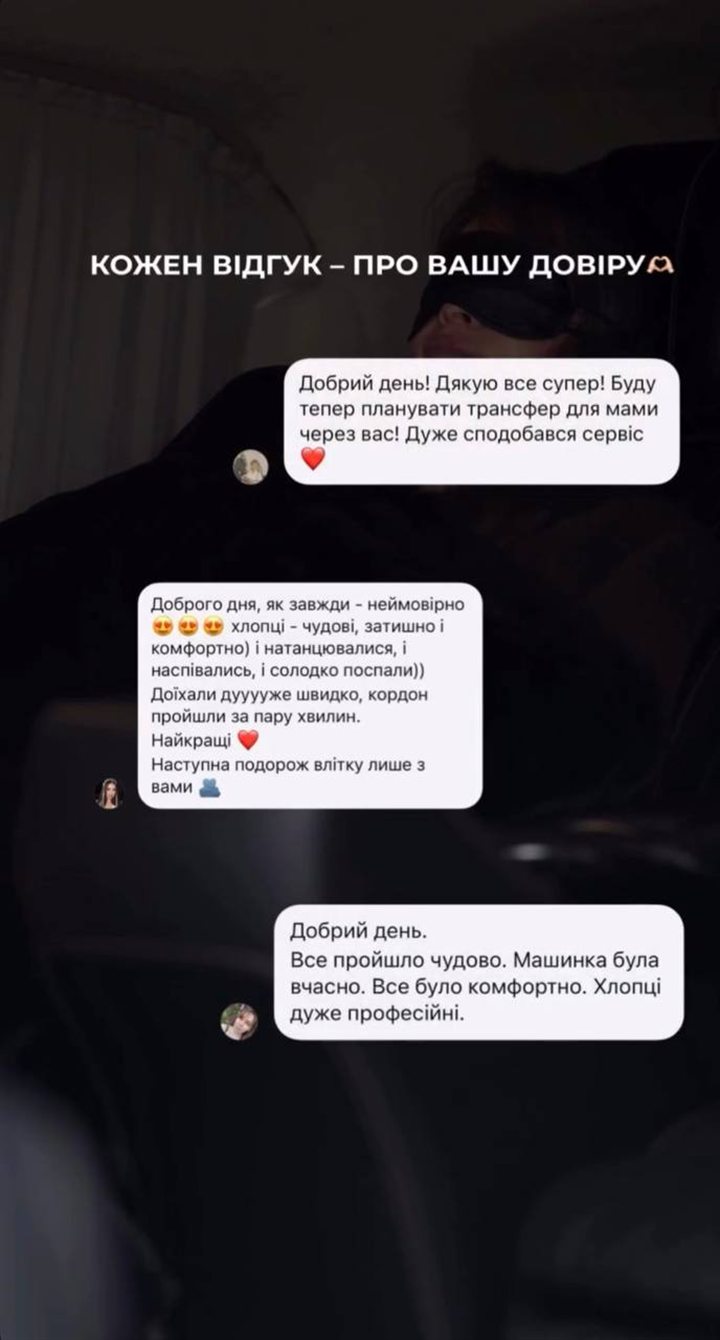 КОЖЕН ВІДГУК – ПРО ВАШУ ДОВІРУ🫶🏻
Добрий день! Дякую все супер! Буду
тепер планувати трансфер для мами
через вас! Дуже сподобався сервіс
❤️
Доброго дня, як завжди - неймовірно
😍😍😍 хлопці - чудові, затишно і
комфортно) і натанцювалися, і
наспівались, і солодко поспали))
Доїхали дууууже швидко, кордон
пройшли за пару хвилин.
Найкращі ❤️
Наступна подорож влітку лише з
вами 🫂
Добрий день.
Все пройшло чудово. Машинка була
вчасно. Все було комфортно. Хлопці
дуже професійні.